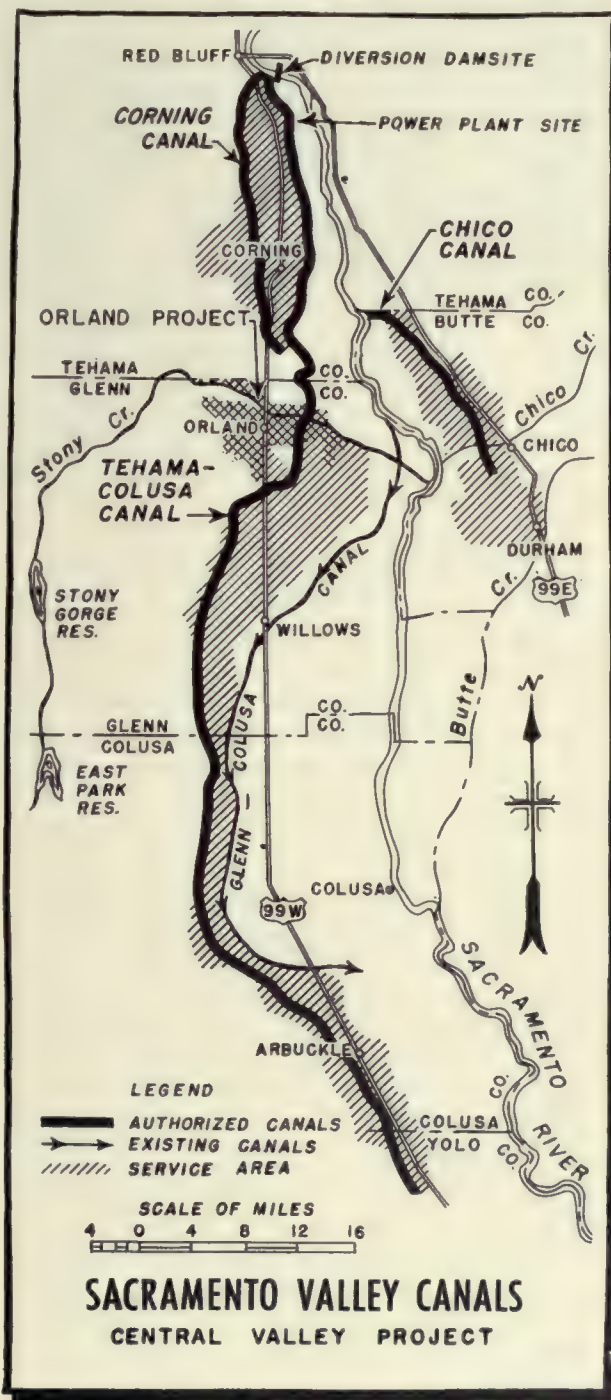 RED BLUFF
DIVERSION DAMSITE
CORNING
CANAL
POWER PLANT SITE
CORNING
CHICO
CANAL
TEHAMA CO.
BUTTE CO.
ORLAND PROJECT
TEHAMA CO.
GLENN CO.
Stony Cr.
ORLAND
Chico Cr.
CHICO
TEHAMA-
COLUSA
CANAL
DURHAM
99E
STONY
GORGE
RES.
GLENN - COLUSA CANAL
WILLOWS
Butte Cr.
GLENN CO.
COLUSA CO.
EAST
PARK
RES.
N
COLUSA
99W
SACRAMENTO RIVER
ARBUCKLE
COLUSA CO.
YOLO CO.
LEGEND
AUTHORIZED CANALS
EXISTING CANALS
SERVICE AREA
SCALE OF MILES
4 0 4 8 12 16
SACRAMENTO VALLEY CANALS
CENTRAL VALLEY PROJECT